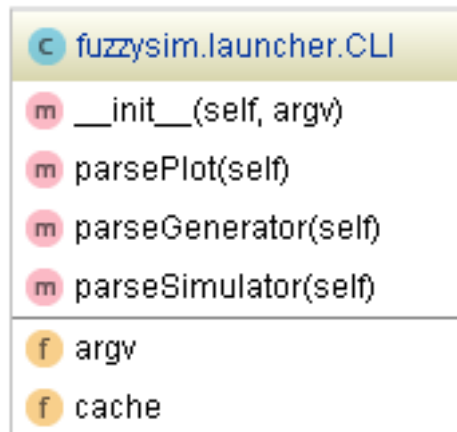 c fuzzysim.launcher.CLI
m __init__(self, argv)
m parsePlot(self)
m parseGenerator(self)
m parseSimulator(self)
f argv
f cache